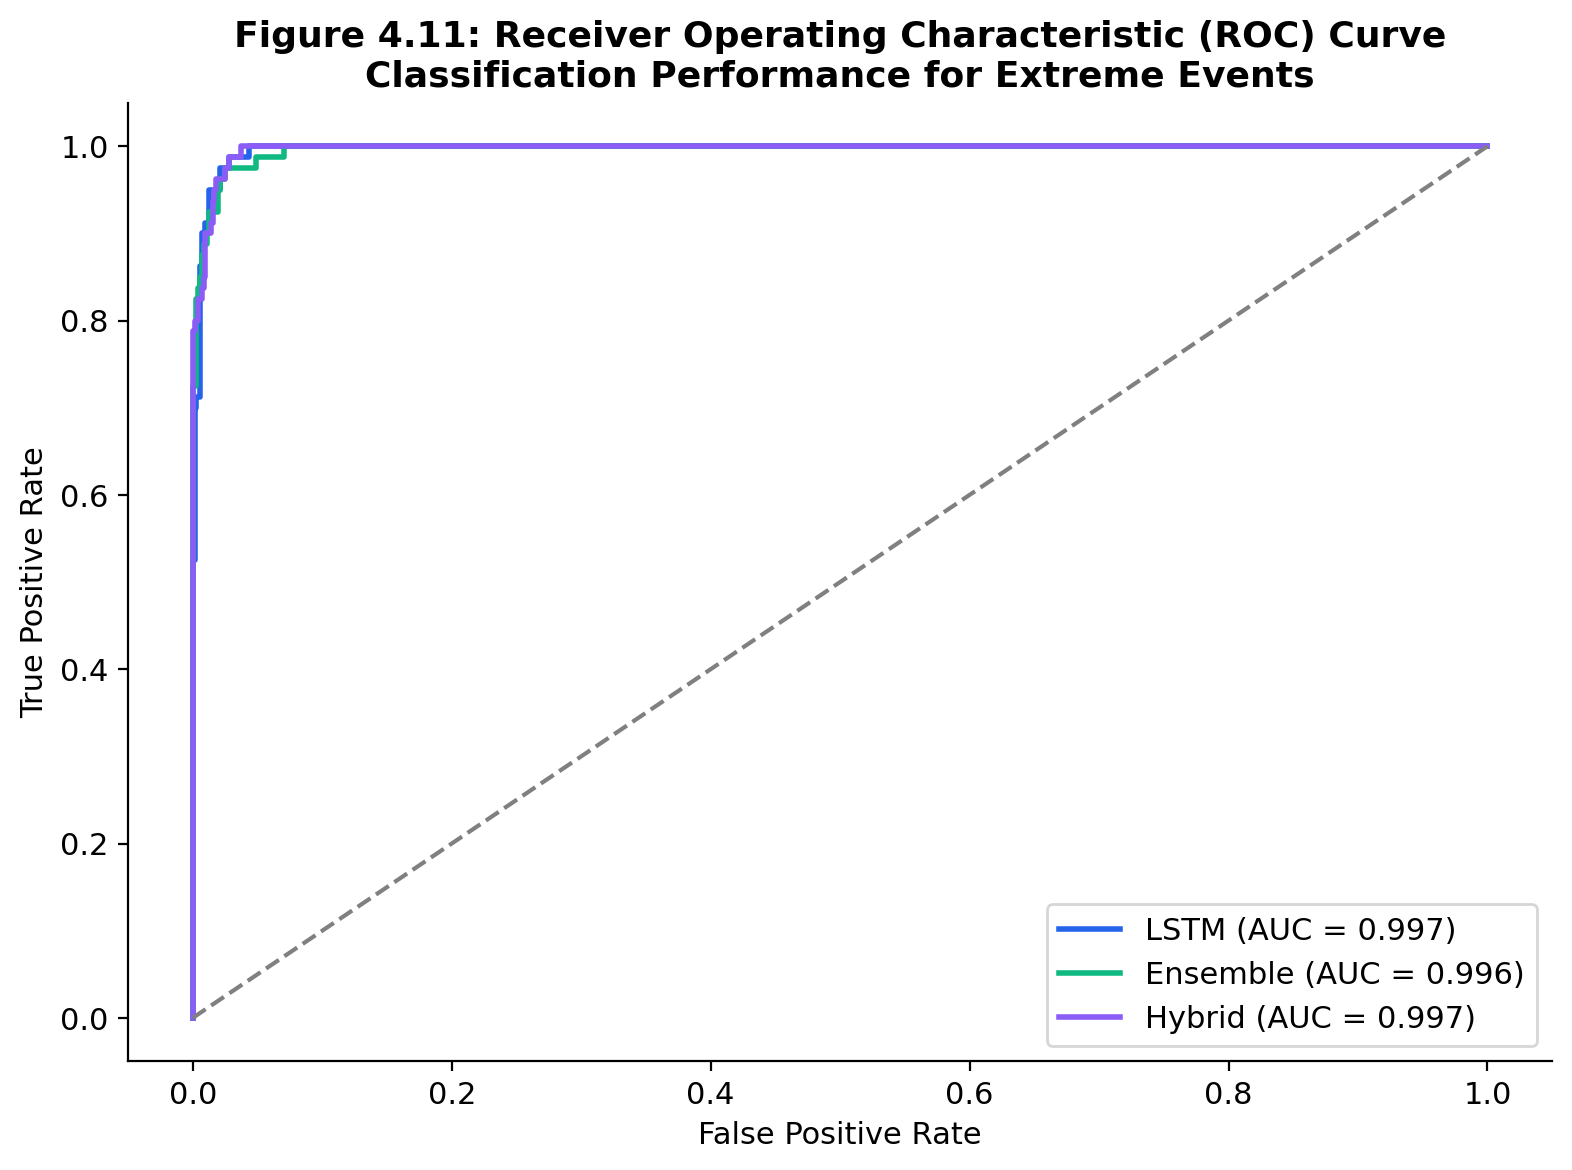 Figure 4.11: Receiver Operating Characteristic (ROC) Curve
Classification Performance for Extreme Events
True Positive Rate
1.0
0.8
0.6
0.4
0.2
0.0
0.0 0.2 0.4 0.6 0.8 1.0
False Positive Rate
LSTM (AUC = 0.997)
Ensemble (AUC = 0.996)
Hybrid (AUC = 0.997)